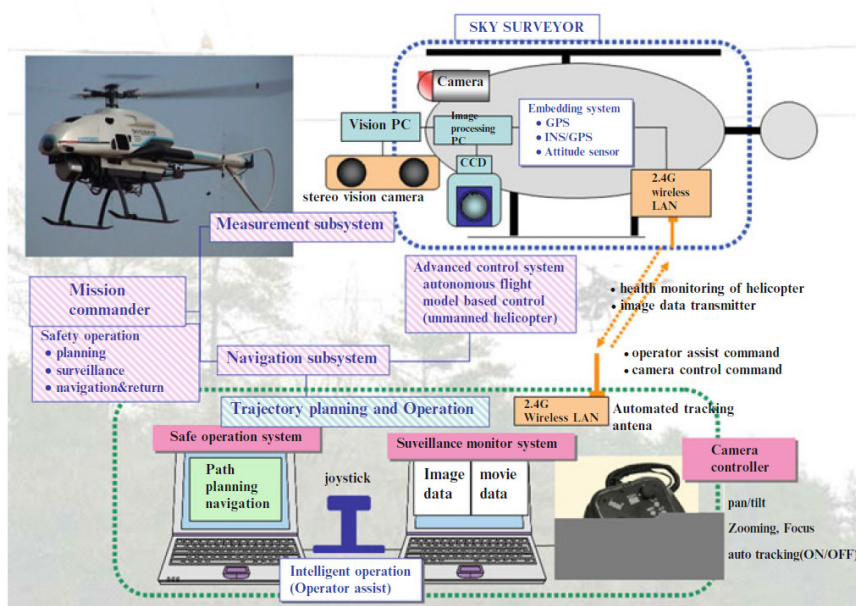 SKY SURVEYOR
Camera
Vision PC
Image
processing
PC
Embedding system
• GPS
• INS/GPS
• Attitude sensor
CCD
stereo vision camera
2.4G
wireless
LAN
Measurement subsystem
Advanced control system
autonomous flight
model based control
(unmanned helicopter)
• health monitoring of helicopter
• image data transmitter
Mission
commander
Safety operation
• planning
• surveillance
• navigation&return
Navigation subsystem
• operator assist command
• camera control command
Trajectory planning and Operation
2.4G
Wireless LAN
Automated tracking
antena
Safe operation system
Suveillance monitor system
Camera
controller
Path
planning
navigation
joystick
Image
data
movie
data
pan/tilt
Zooming, Focus
auto tracking(ON/OFF)
Intelligent operation
(Operator assist)